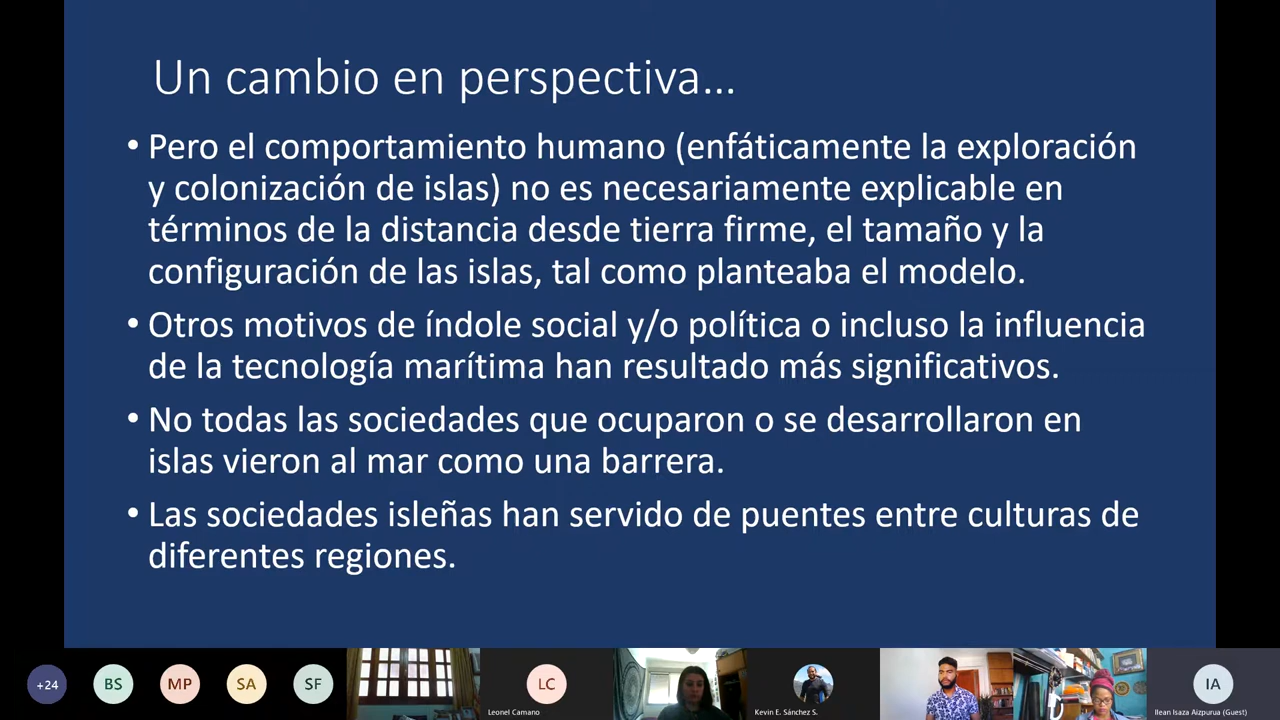 Un cambio en perspectiva...
• Pero el comportamiento humano (enfáticamente la exploración
y colonización de islas) no es necesariamente explicable en
términos de la distancia desde tierra firme, el tamaño y la
configuración de las islas, tal como planteaba el modelo.
• Otros motivos de índole social y/o política o incluso la influencia
de la tecnología marítima han resultado más significativos.
• No todas las sociedades que ocuparon o se desarrollaron en
islas vieron al mar como una barrera.
• Las sociedades isleñas han servido de puentes entre culturas de
diferentes regiones.
+24
BS
MP
SA
SF
LC
Leonel Camano
Kevin E. Sánchez S.
IA
Ilean Isaza Aizpurua (Guest)